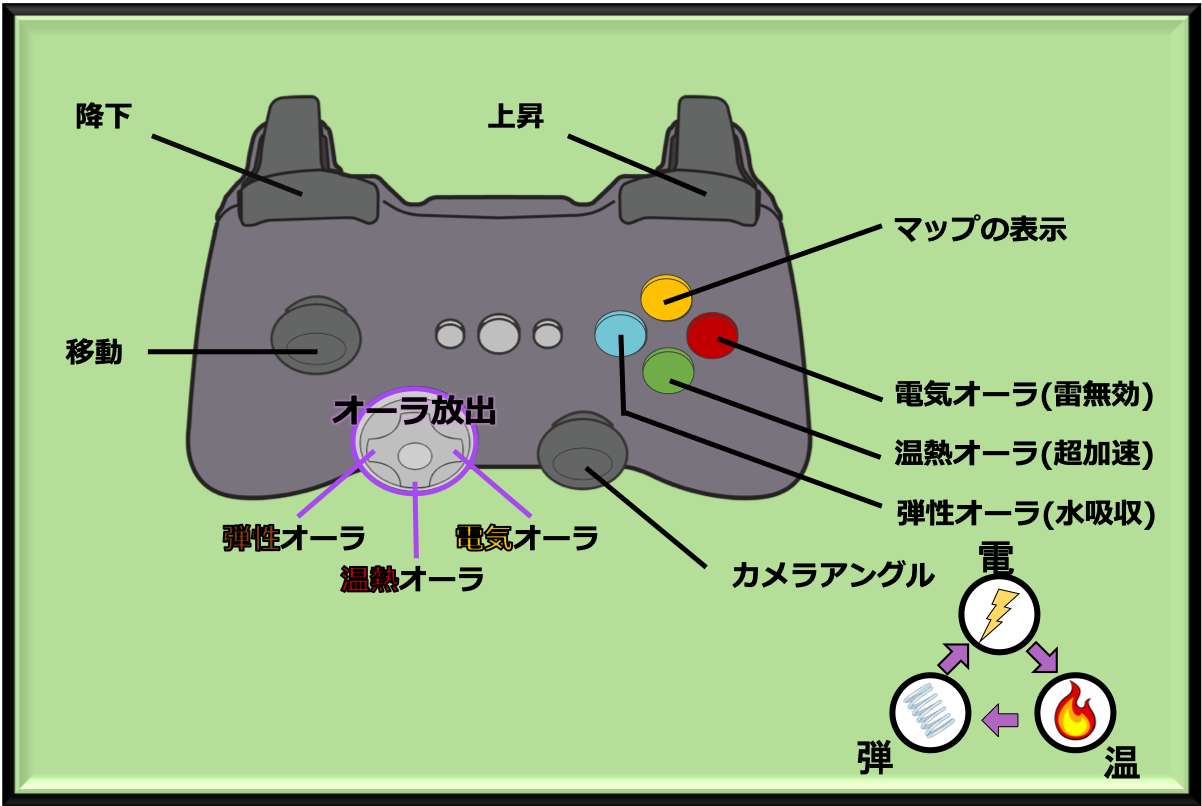 降下
上昇
マップの表示
移動
電気オーラ(雷無効)
オーラ放出
温熱オーラ(超加速)
弾性オーラ(水吸収)
弾性オーラ
電気オーラ
温熱オーラ
カメラアングル
電
弾
温